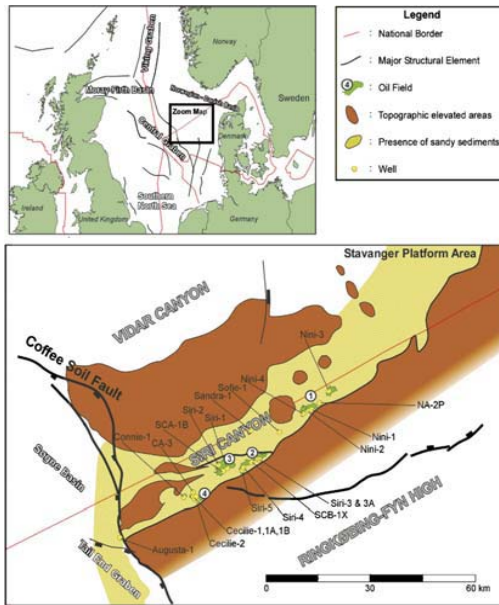 Norway
Viking Graben
Moray Firth Basin
Zoom Map
Sweden
Central Graben
Denmark
Southern
North Sea
Ireland
United Kingdom
Germany
Legend
: National Border
: Major Structural Element
4
: Oil Field
: Topographic elevated areas
: Presence of sandy sediments
: Well
Stavanger Platform Area
VIDAR CANYON
Nini-3
Coffee Soil Fault
Nini-4
Sofie-1
Sandra-1
Siri-2
Siri-1
SCA-1B
Connie-1
CA-3
1
NA-2P
Nini-1
Nini-2
SIRI CANYON
Søgne Basin
3
2
4
Siri-3 & 3A
SCB-1X
Siri-4
Siri-5
Cecilie-1,1A,1B
Cecilie-2
Augusta-1
Tail End Graben
RINGKØBING-FYN HIGH
0
30
60 km